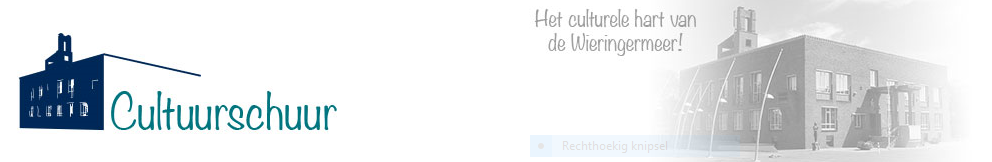 Het culturele hart van
de Wieringermeer!
Cultuurschuur
Rechthoekig knipsel